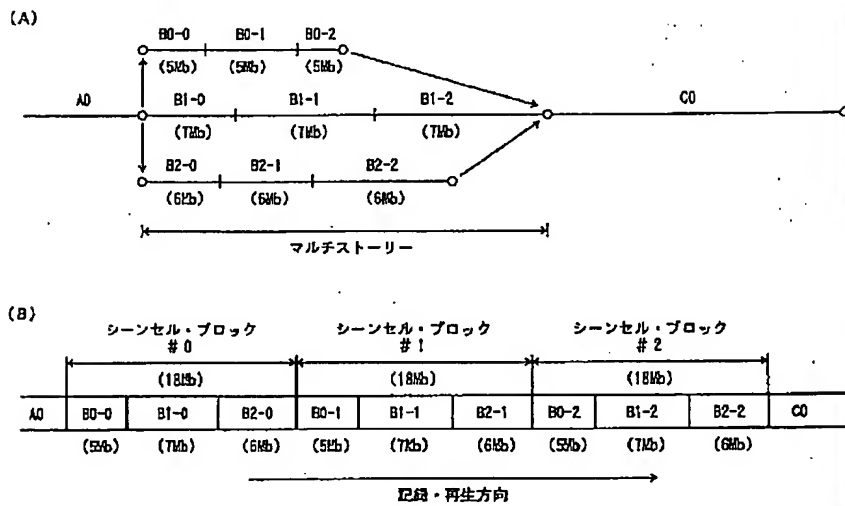 (A)
B0-0 B0-1 B0-2
(5Mb) (5Mb) (5Mb)
A0 B1-0 B1-1 B1-2 C0
(7Mb) (7Mb) (7Mb)
B2-0 B2-1 B2-2
(6Mb) (6Mb) (6Mb)
マルチストーリー
(B)
シーンセル・ブロック シーンセル・ブロック シーンセル・ブロック
#0 #1 #2
(18Mb) (18Mb) (18Mb)
A0 B0-0 B1-0 B2-0 B0-1 B1-1 B2-1 B0-2 B1-2 B2-2 C0
(5Mb) (7Mb) (6Mb) (5Mb) (7Mb) (6Mb) (5Mb) (7Mb) (6Mb)
記録・再生方向